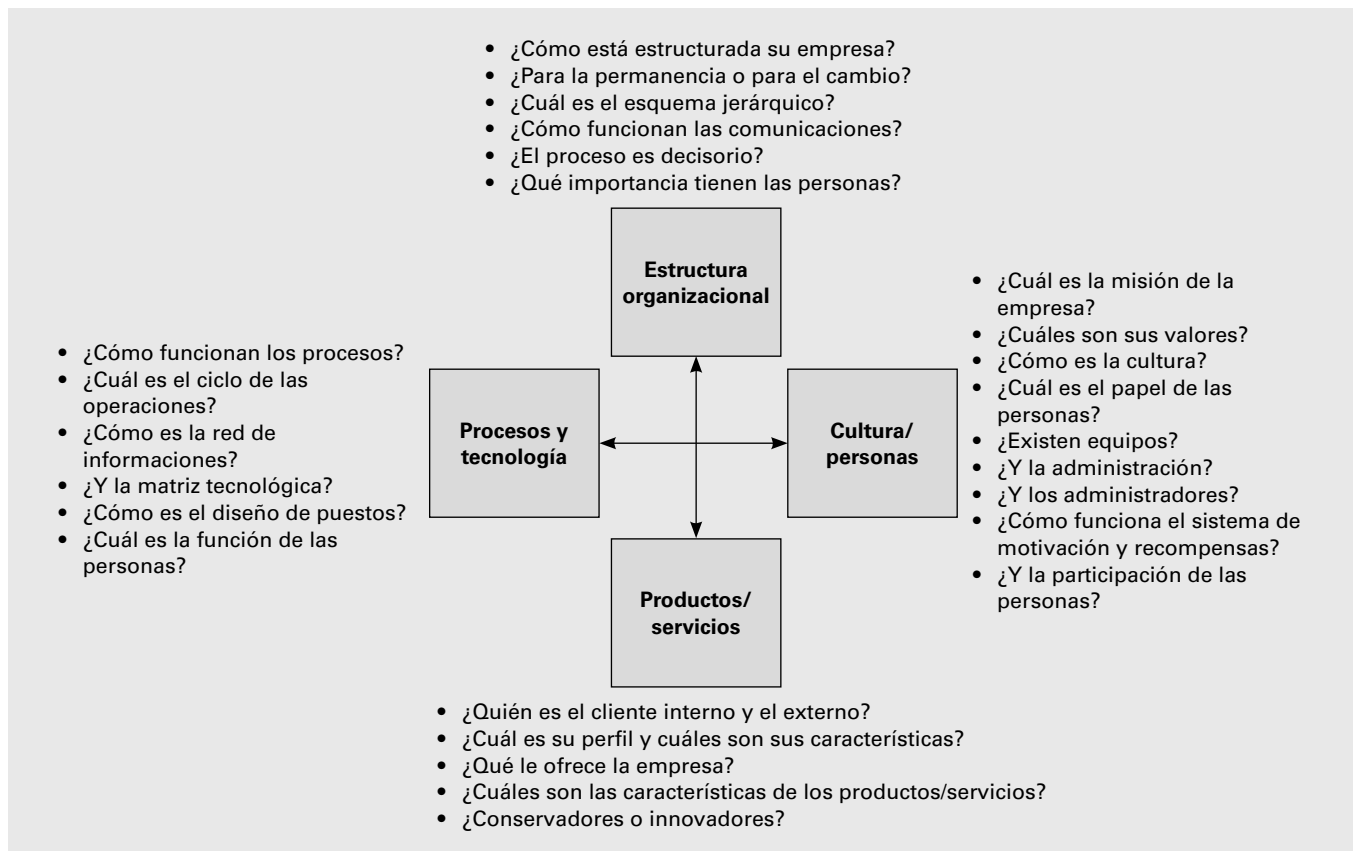 • ¿Cómo está estructurada su empresa?
• ¿Para la permanencia o para el cambio?
• ¿Cuál es el esquema jerárquico?
• ¿Cómo funcionan las comunicaciones?
• ¿El proceso es decisorio?
• ¿Qué importancia tienen las personas?
Estructura
organizacional
• ¿Cómo funcionan los procesos?
• ¿Cuál es el ciclo de las
operaciones?
• ¿Cómo es la red de
informaciones?
• ¿Y la matriz tecnológica?
• ¿Cómo es el diseño de puestos?
• ¿Cuál es la función de las
personas?
Procesos y
tecnología
Cultura/
personas
• ¿Cuál es la misión de la
empresa?
• ¿Cuáles son sus valores?
• ¿Cómo es la cultura?
• ¿Cuál es el papel de las
personas?
• ¿Existen equipos?
• ¿Y la administración?
• ¿Y los administradores?
• ¿Cómo funciona el sistema de
motivación y recompensas?
• ¿Y la participación de las
personas?
Productos/
servicios
• ¿Quién es el cliente interno y el externo?
• ¿Cuál es su perfil y cuáles son sus características?
• ¿Qué le ofrece la empresa?
• ¿Cuáles son las características de los productos/servicios?
• ¿Conservadores o innovadores?